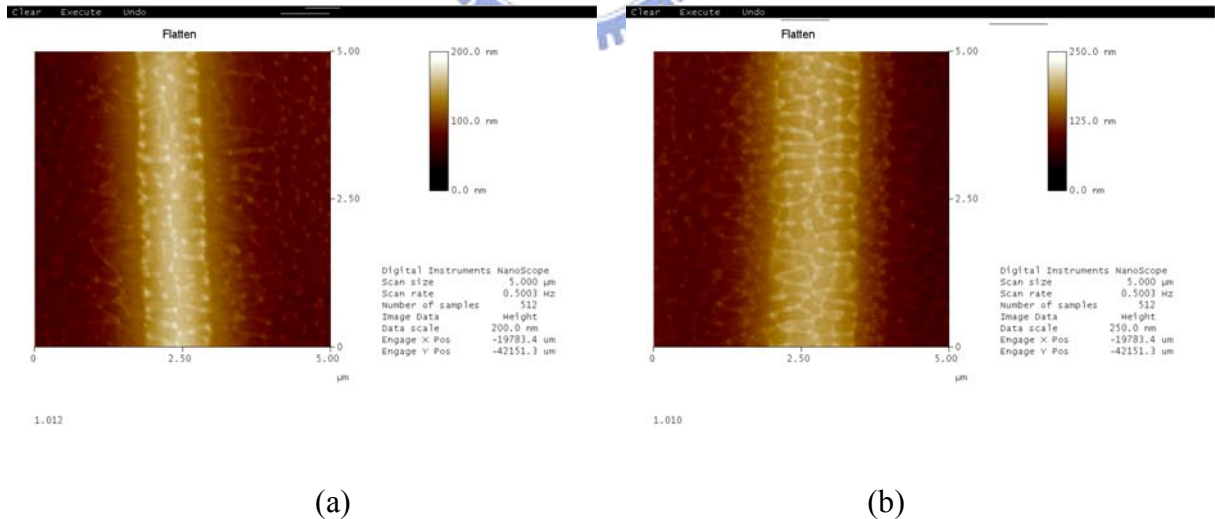 Clear Execute Undo
Flatten
5.00
2.50
0
0 2.50 5.00
µm
200.0 nm
100.0 nm
0.0 nm
Digital Instruments NanoScope
Scan size 5.000 µm
Scan rate 0.5003 Hz
Number of samples 512
Image Data Height
Data scale 200.0 nm
Engage X Pos -19783.4 um
Engage Y Pos -42151.3 um
1.012
(a)
Clear Execute Undo
Flatten
5.00
2.50
0
0 2.50 5.00
µm
250.0 nm
125.0 nm
0.0 nm
Digital Instruments NanoScope
Scan size 5.000 µm
Scan rate 0.5003 Hz
Number of samples 512
Image Data Height
Data scale 250.0 nm
Engage X Pos -19783.4 um
Engage Y Pos -42151.3 um
1.010
(b)